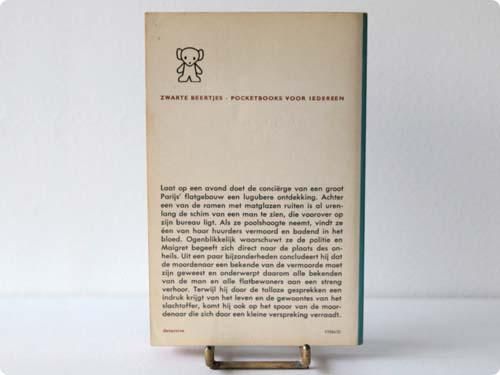 ZWARTE BEERTJES · POCKETBOOKS VOOR IEDEREEN
Laat op een avond doet de conciërge van een groot
Parijs' flatgebouw een lugubere ontdekking. Achter
een van de ramen met matglazen ruiten is al uren-
lang de schim van een man te zien, die voorover op
zijn bureau ligt. Als ze poolshoogte neemt, vindt ze
één van haar huurders vermoord en badend in het
bloed. Ogenblikkelijk waarschuwt ze de politie en
Maigret begeeft zich direct naar de plaats des on-
heils. Uit een paar bijzonderheden concludeert hij dat
de moordenaar een bekende van de vermoorde moet
zijn geweest en onderwerpt daarom alle bekenden
van de man en alle flatbewoners aan een streng
verhoor. Terwijl hij door de talloze gesprekken een
indruk krijgt van het leven en de gewoontes van het
slachtoffer, komt hij ook op het spoor van de moor-
denaar die zich door een kleine verspreking verraadt.
detective